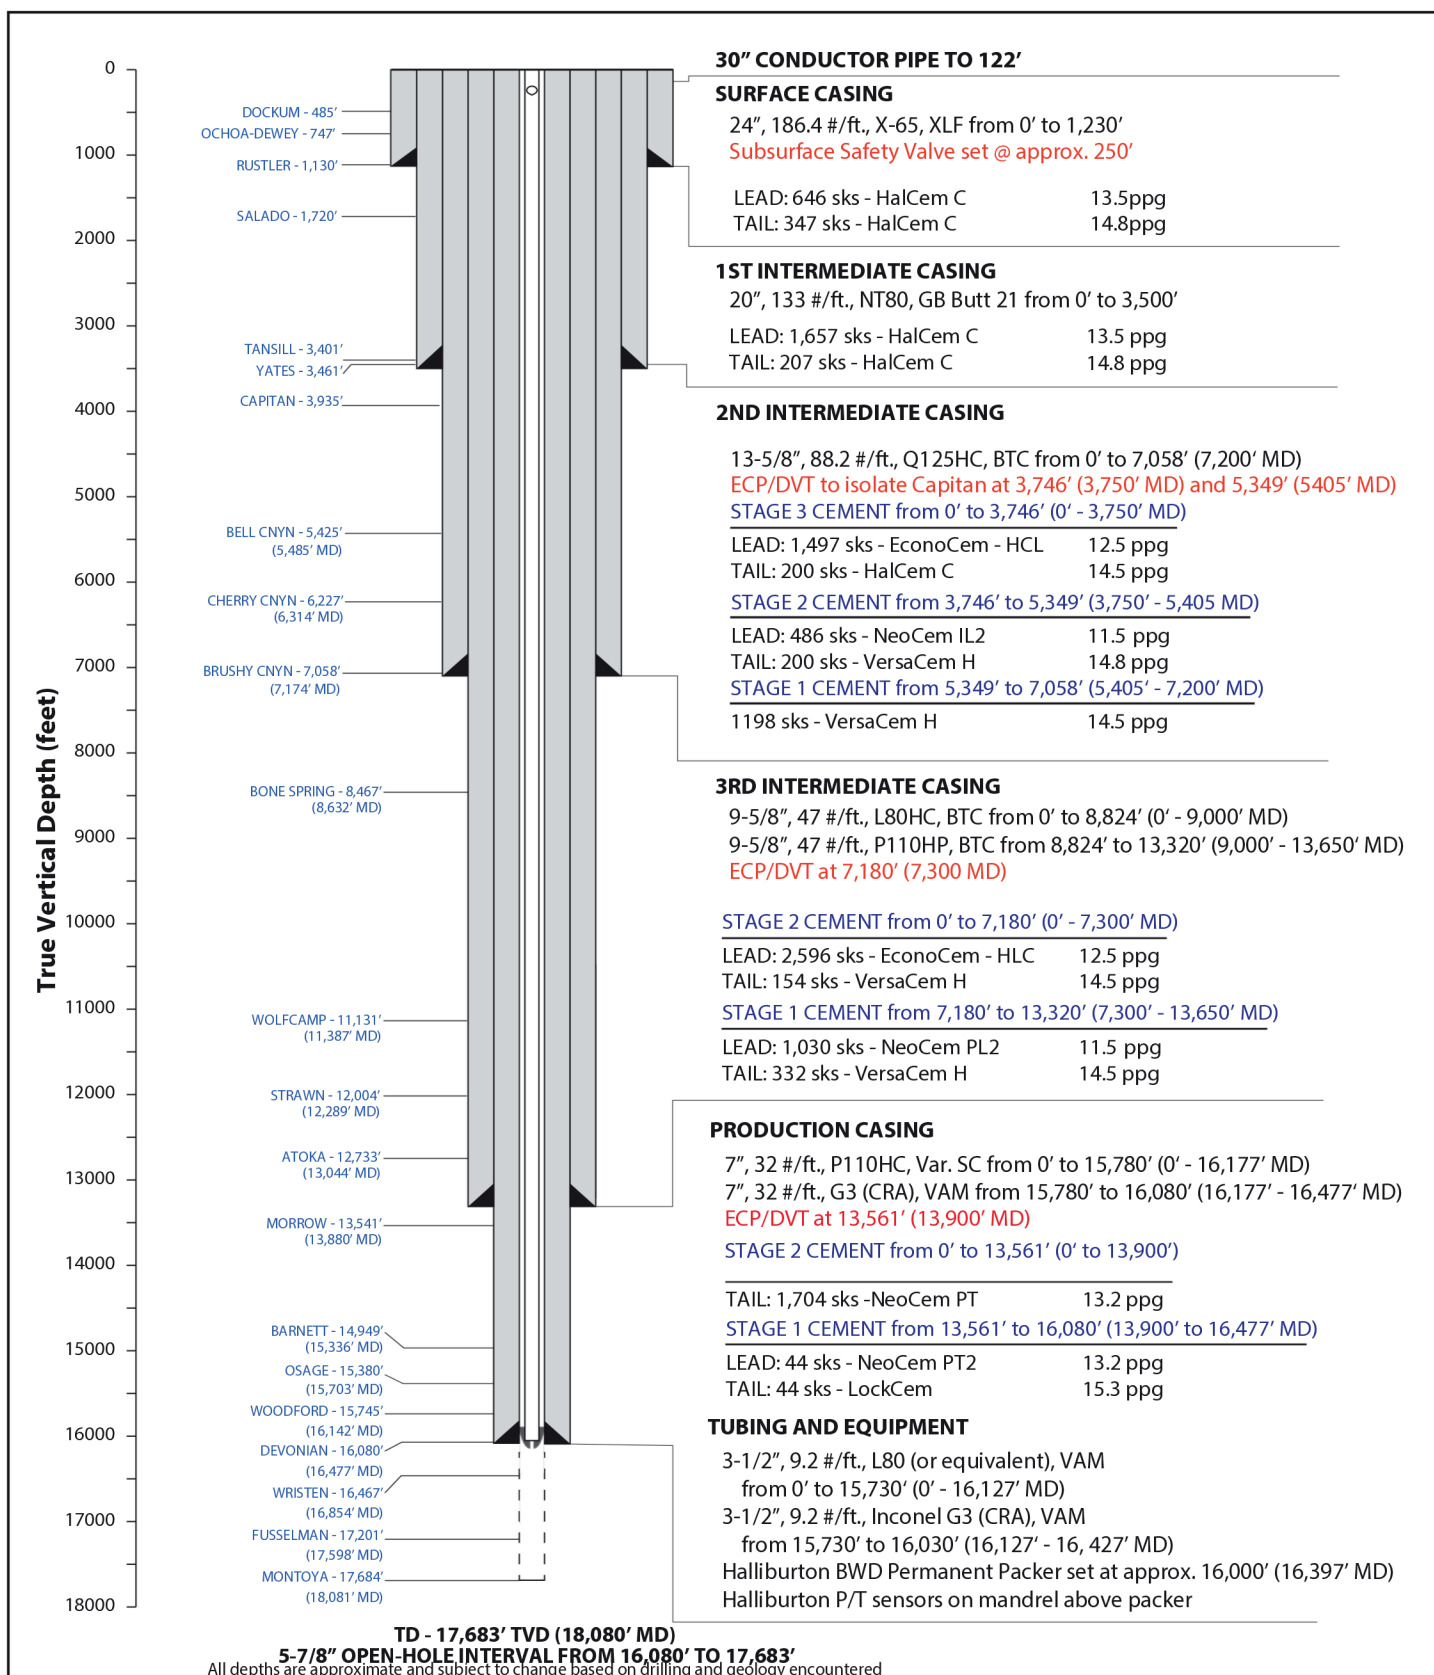 30” CONDUCTOR PIPE TO 122’
SURFACE CASING
24”, 186.4 #/ft., X-65, XLF from 0’ to 1,230’
Subsurface Safety Valve set @ approx. 250’
LEAD: 646 sks - HalCem C 13.5ppg
TAIL: 347 sks - HalCem C 14.8ppg
1ST INTERMEDIATE CASING
20”, 133 #/ft., NT80, GB Butt 21 from 0’ to 3,500’
LEAD: 1,657 sks - HalCem C 13.5 ppg
TAIL: 207 sks - HalCem C 14.8 ppg
2ND INTERMEDIATE CASING
13-5/8”, 88.2 #/ft., Q125HC, BTC from 0’ to 7,058’ (7,200’ MD)
ECP/DVT to isolate Capitan at 3,746’ (3,750’ MD) and 5,349’ (5405’ MD)
STAGE 3 CEMENT from 0’ to 3,746’ (0‘ - 3,750’ MD)
LEAD: 1,497 sks - EconoCem - HCL 12.5 ppg
TAIL: 200 sks - HalCem C 14.5 ppg
STAGE 2 CEMENT from 3,746’ to 5,349’ (3,750’ - 5,405 MD)
LEAD: 486 sks - NeoCem IL2 11.5 ppg
TAIL: 200 sks - VersaCem H 14.8 ppg
STAGE 1 CEMENT from 5,349’ to 7,058’ (5,405‘ - 7,200’ MD)
1198 sks - VersaCem H 14.5 ppg
3RD INTERMEDIATE CASING
9-5/8”, 47 #/ft., L80HC, BTC from 0’ to 8,824’ (0‘ - 9,000’ MD)
9-5/8”, 47 #/ft., P110HP, BTC from 8,824’ to 13,320’ (9,000’ - 13,650‘ MD)
ECP/DVT at 7,180’ (7,300 MD)
STAGE 2 CEMENT from 0’ to 7,180’ (0‘ - 7,300’ MD)
LEAD: 2,596 sks - EconoCem - HLC 12.5 ppg
TAIL: 154 sks - VersaCem H 14.5 ppg
STAGE 1 CEMENT from 7,180’ to 13,320’ (7,300’ - 13,650’ MD)
LEAD: 1,030 sks - NeoCem PL2 11.5 ppg
TAIL: 332 sks - VersaCem H 14.5 ppg
PRODUCTION CASING
7”, 32 #/ft., P110HC, Var. SC from 0’ to 15,780’ (0‘ - 16,177’ MD)
7”, 32 #/ft., G3 (CRA), VAM from 15,780’ to 16,080’ (16,177’ - 16,477‘ MD)
ECP/DVT at 13,561’ (13,900’ MD)
STAGE 2 CEMENT from 0’ to 13,561’ (0‘ to 13,900’)
TAIL: 1,704 sks -NeoCem PT 13.2 ppg
STAGE 1 CEMENT from 13,561’ to 16,080’ (13,900’ to 16,477’ MD)
LEAD: 44 sks - NeoCem PT2 13.2 ppg
TAIL: 44 sks - LockCem 15.3 ppg
TUBING AND EQUIPMENT
3-1/2”, 9.2 #/ft., L80 (or equivalent), VAM
from 0’ to 15,730‘ (0’ - 16,127’ MD)
3-1/2”, 9.2 #/ft., Inconel G3 (CRA), VAM
from 15,730’ to 16,030’ (16,127‘ - 16, 427’ MD)
Halliburton BWD Permanent Packer set at approx. 16,000’ (16,397’ MD)
Halliburton P/T sensors on mandrel above packer
True Vertical Depth (feet)
0
1000
2000
3000
4000
5000
6000
7000
8000
9000
10000
11000
12000
13000
14000
15000
16000
17000
18000
DOCKUM - 485’
OCHOA-DEWEY - 747’
RUSTLER - 1,130’
SALADO - 1,720’
TANSILL - 3,401’
YATES - 3,461’
CAPITAN - 3,935’
BELL CNYN - 5,425’
(5,485’ MD)
CHERRY CNYN - 6,227’
(6,314’ MD)
BRUSHY CNYN - 7,058’
(7,174’ MD)
BONE SPRING - 8,467’
(8,632’ MD)
WOLFCAMP - 11,131’
(11,387’ MD)
STRAWN - 12,004’
(12,289’ MD)
ATOKA - 12,733’
(13,044’ MD)
MORROW - 13,541’
(13,880’ MD)
BARNETT - 14,949’
(15,336’ MD)
OSAGE - 15,380’
(15,703’ MD)
WOODFORD - 15,745’
(16,142’ MD)
DEVONIAN - 16,080’
(16,477’ MD)
WRISTEN - 16,467’
(16,854’ MD)
FUSSELMAN - 17,201’
(17,598’ MD)
MONTOYA - 17,684’
(18,081’ MD)
TD - 17,683’ TVD (18,080’ MD)
5-7/8” OPEN-HOLE INTERVAL FROM 16,080’ TO 17,683’
All depths are approximate and subject to change based on drilling and geology encountered